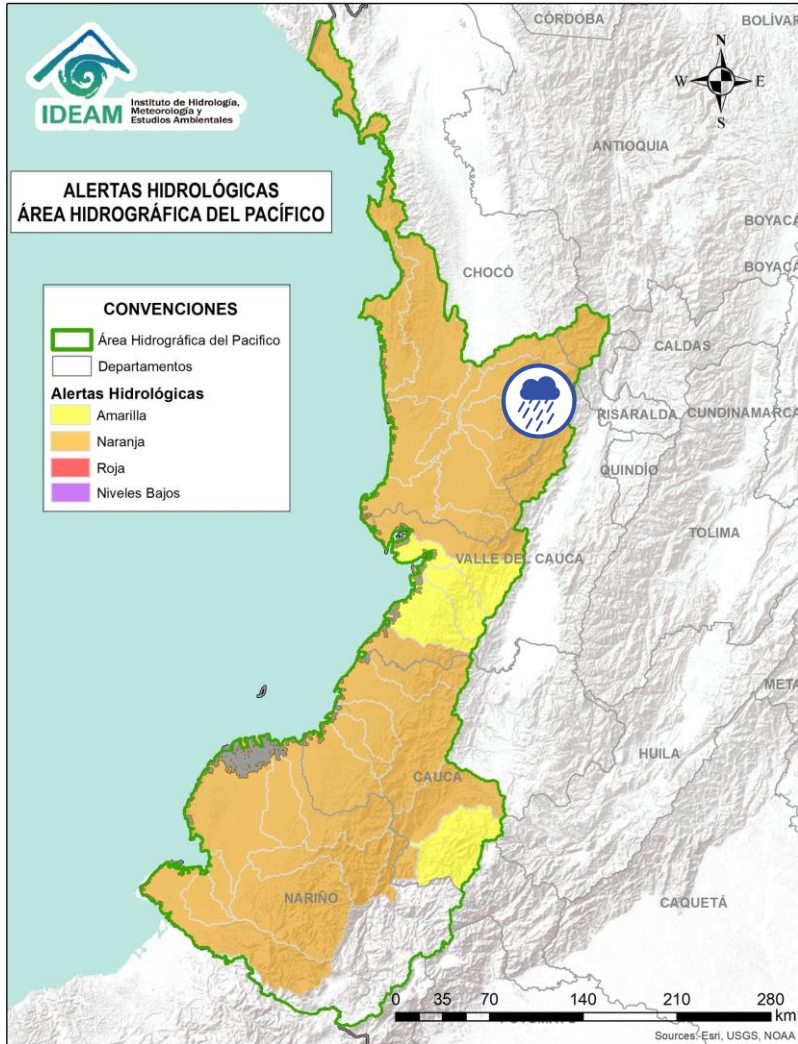 IDEAM
Instituto de Hidrología,
Meteorología y
Estudios Ambientales
CÓRDOBA
BOLÍVAR
N
W
E
S
ANTIOQUIA
ALERTAS HIDROLÓGICAS
ÁREA HIDROGRÁFICA DEL PACÍFICO
BOYACÁ
CHOCÓ
BOYACÁ
CONVENCIONES
Área Hidrográfica del Pacifico
Departamentos
Alertas Hidrológicas
Amarilla
Naranja
Roja
Niveles Bajos
CALDAS
RISARALDA
CUNDINAMARCA
QUINDÍO
TOLIMA
VALLE DEL CAUCA
META
HUILA
CAUCA
NARIÑO
CAQUETÁ
0 35 70 140 210 280
km
Sources: Esri, USGS, NOAA